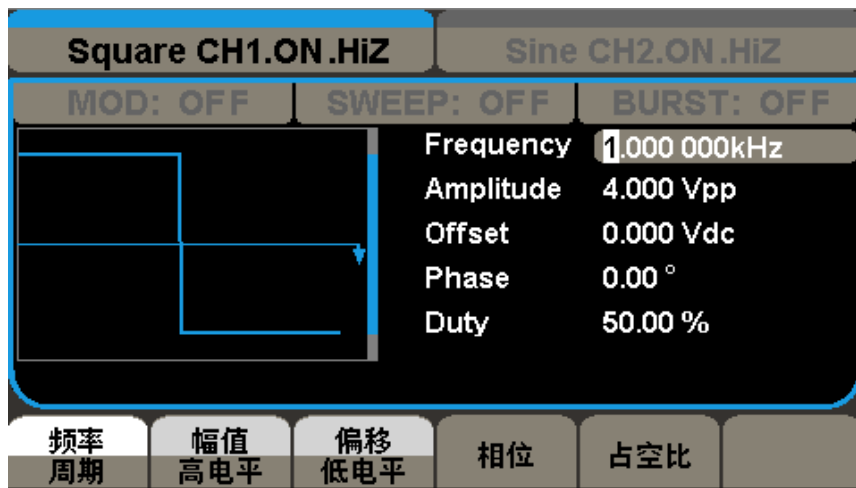 Square CH1.ON.HiZ
Sine CH2.ON.HiZ
MOD: OFF
SWEEP: OFF
BURST: OFF
Frequency 1.000 000kHz
Amplitude 4.000 Vpp
Offset 0.000 Vdc
Phase 0.00 °
Duty 50.00 %
频率
周期
幅值
高电平
偏移
低电平
相位
占空比